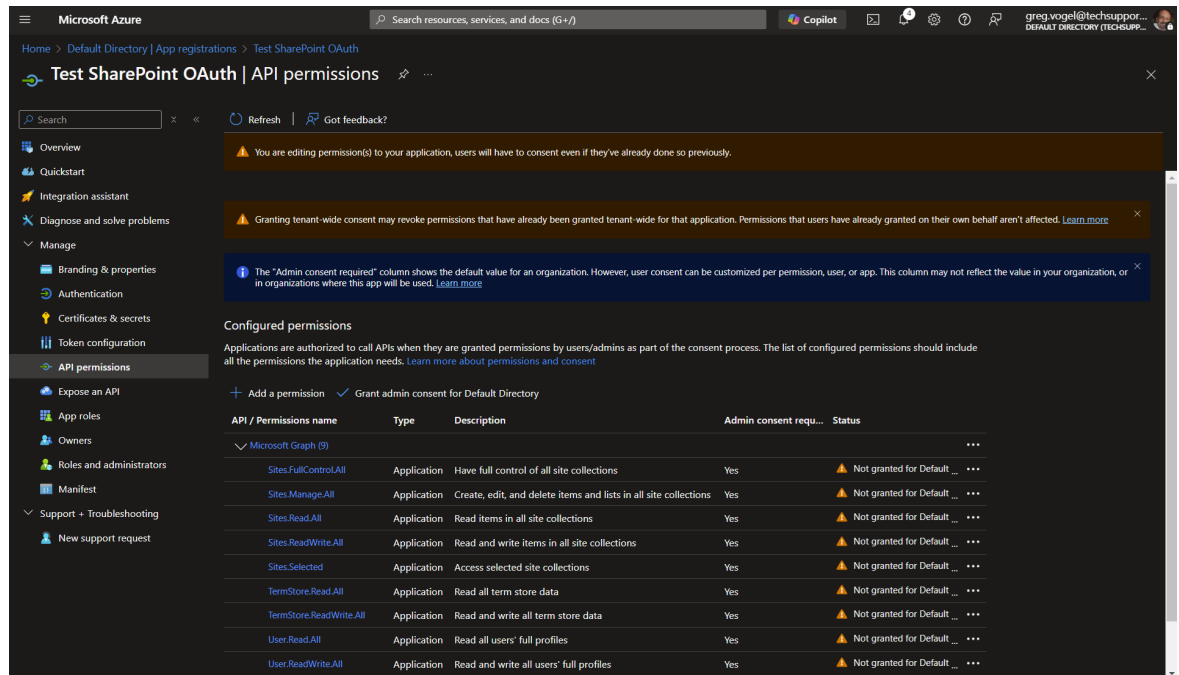 Microsoft Azure
Search resources, services, and docs (G+/)
Copilot
4
greg.vogel@techsuppor...
DEFAULT DIRECTORY (TECHSUPP...
Home > Default Directory | App registrations > Test SharePoint OAuth
Test SharePoint OAuth | API permissions
Search
Refresh
Got feedback?
Overview
Quickstart
Integration assistant
Diagnose and solve problems
Manage
Branding & properties
Authentication
Certificates & secrets
Token configuration
API permissions
Expose an API
App roles
Owners
Roles and administrators
Manifest
Support + Troubleshooting
New support request
You are editing permission(s) to your application, users will have to consent even if they've already done so previously.
Granting tenant-wide consent may revoke permissions that have already been granted tenant-wide for that application. Permissions that users have already granted on their own behalf aren't affected. Learn more
The "Admin consent required" column shows the default value for an organization. However, user consent can be customized per permission, user, or app. This column may not reflect the value in your organization, or
in organizations where this app will be used. Learn more
Configured permissions
Applications are authorized to call APIs when they are granted permissions by users/admins as part of the consent process. The list of configured permissions should include
all the permissions the application needs. Learn more about permissions and consent
Add a permission Grant admin consent for Default Directory
API / Permissions name Type Description Admin consent requ... Status
Microsoft Graph (9)
Sites.FullControl.All Application Have full control of all site collections Yes Not granted for Default ...
Sites.Manage.All Application Create, edit, and delete items and lists in all site collections Yes Not granted for Default ...
Sites.Read.All Application Read items in all site collections Yes Not granted for Default ...
Sites.ReadWrite.All Application Read and write items in all site collections Yes Not granted for Default ...
Sites.Selected Application Access selected site collections Yes Not granted for Default ...
TermStore.Read.All Application Read all term store data Yes Not granted for Default ...
TermStore.ReadWrite.All Application Read and write all term store data Yes Not granted for Default ...
User.Read.All Application Read all users' full profiles Yes Not granted for Default ...
User.ReadWrite.All Application Read and write all users' full profiles Yes Not granted for Default ...